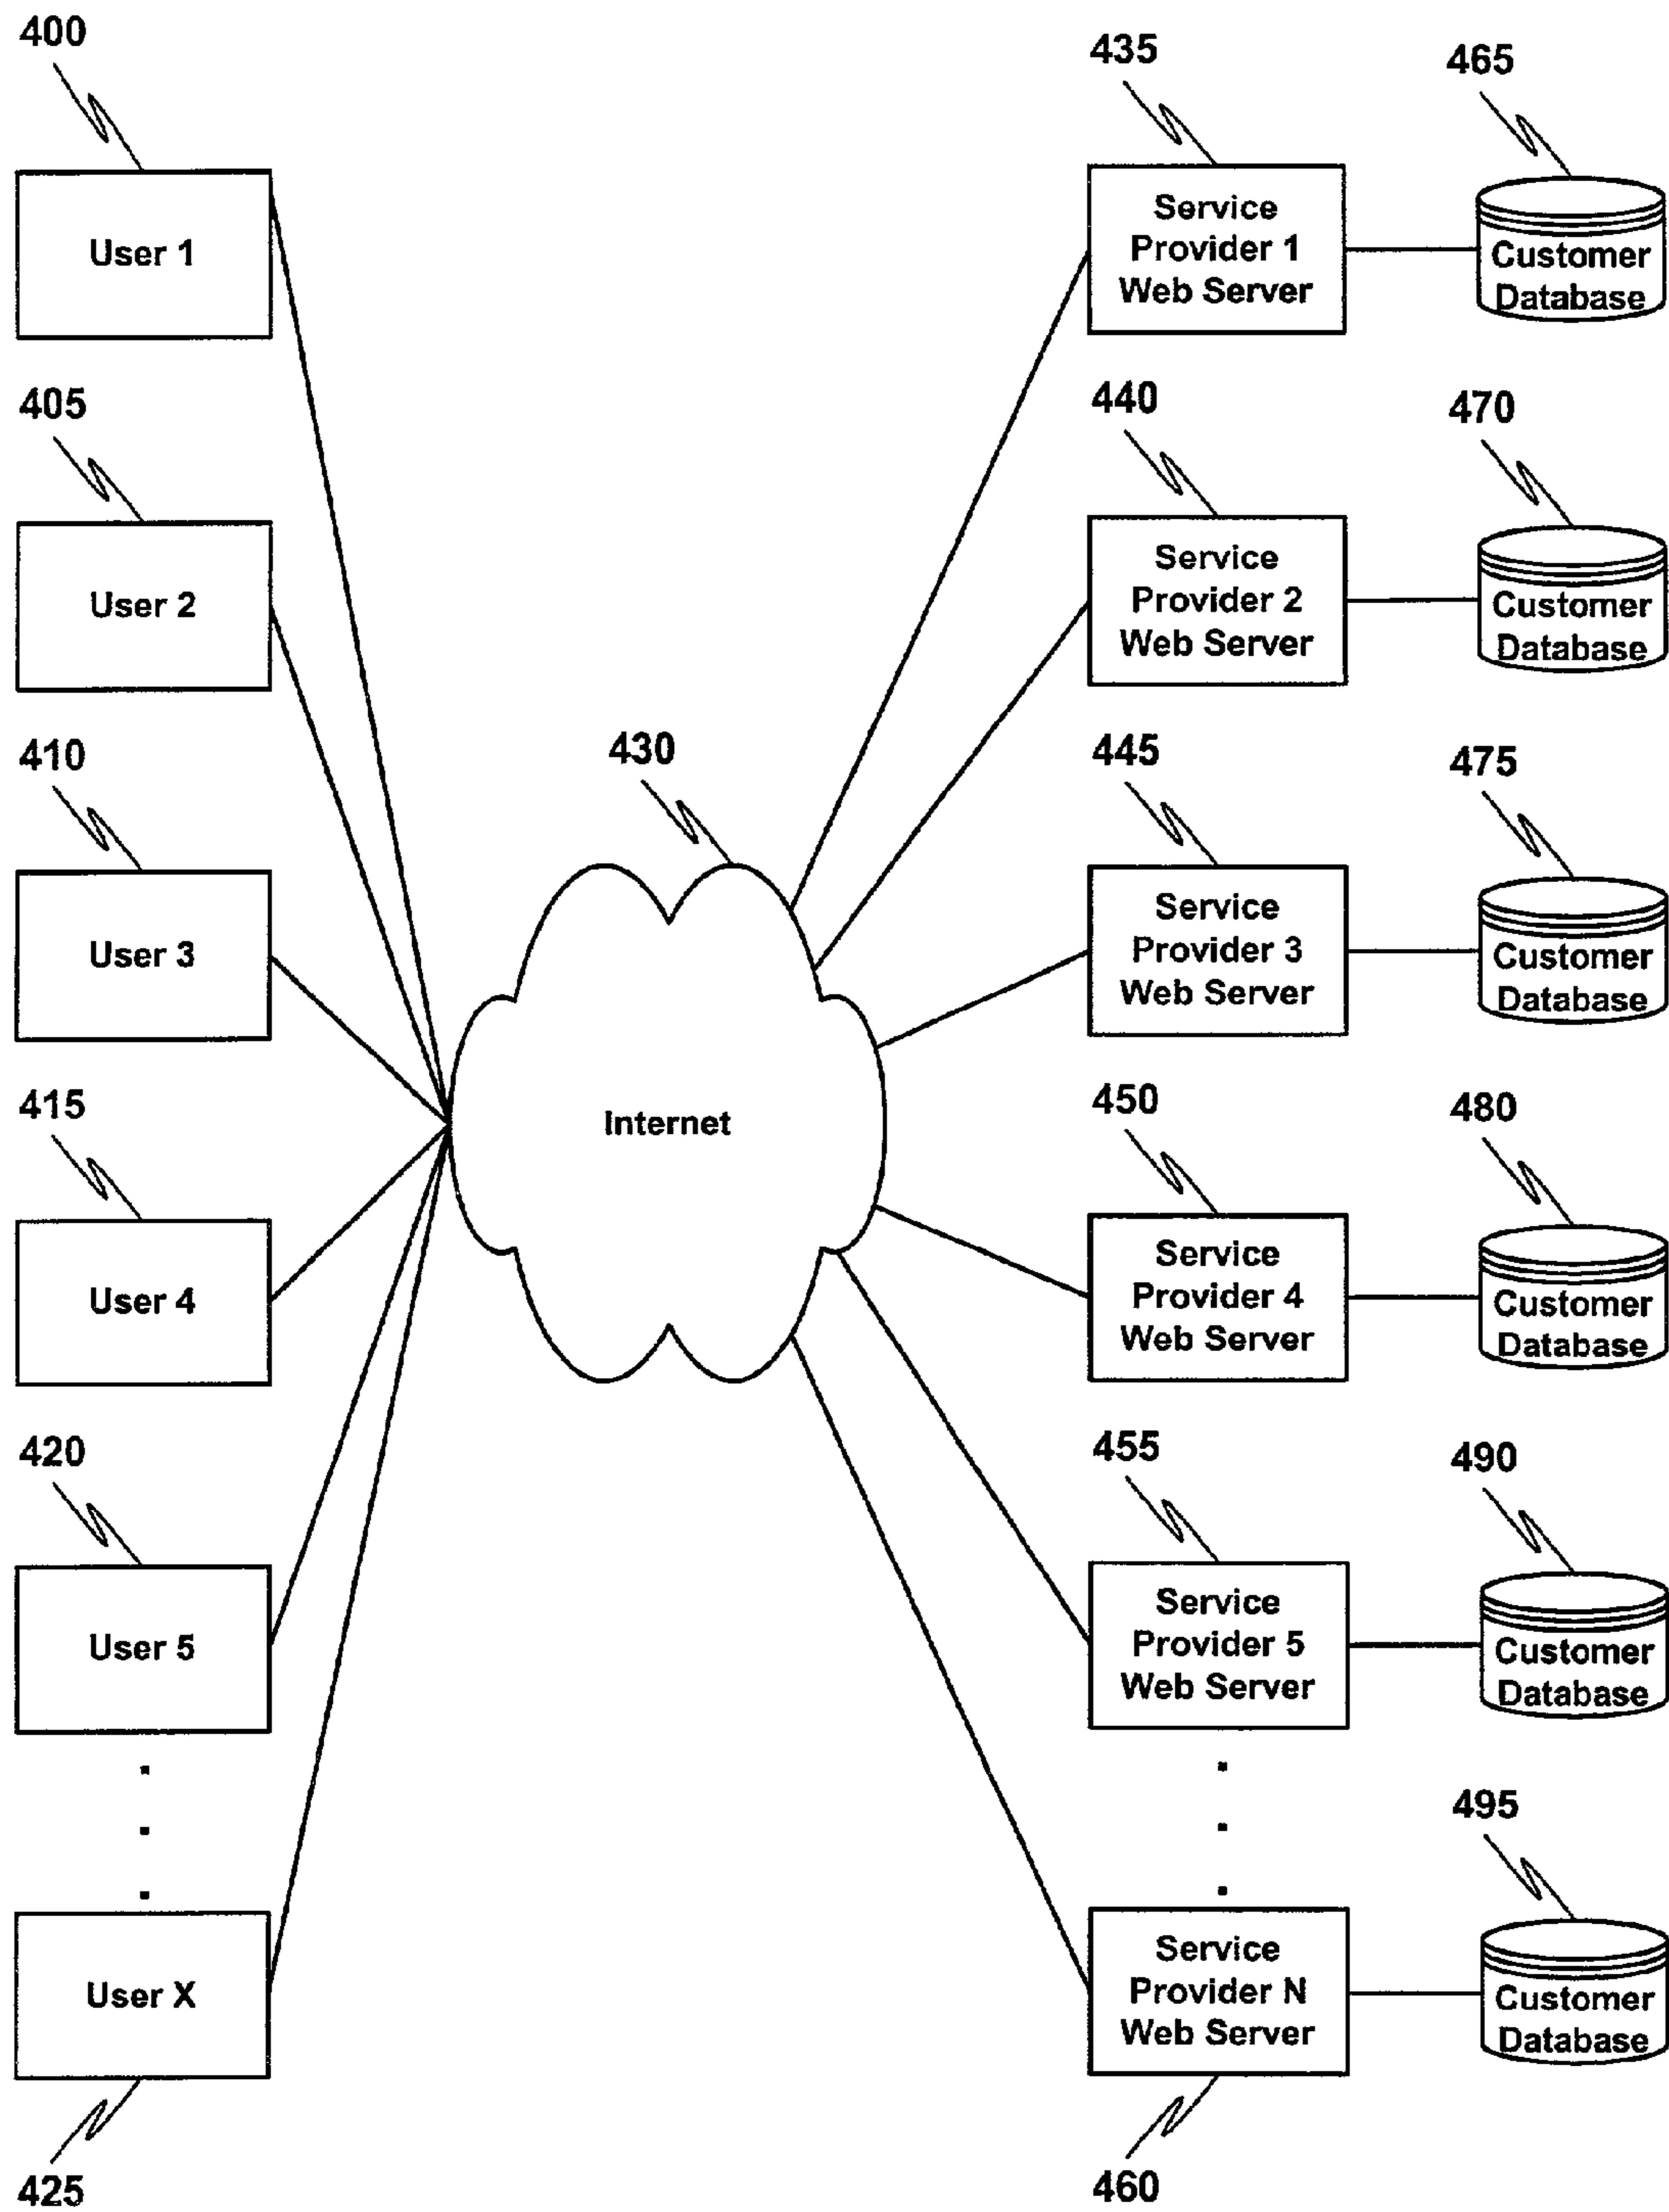 400
User 1
405
User 2
410
User 3
415
User 4
420
User 5
.
.
.
User X
425
430
Internet
435
Service
Provider 1
Web Server
465
Customer
Database
440
Service
Provider 2
Web Server
470
Customer
Database
445
Service
Provider 3
Web Server
475
Customer
Database
450
Service
Provider 4
Web Server
480
Customer
Database
455
Service
Provider 5
Web Server
490
Customer
Database
.
.
.
Service
Provider N
Web Server
460
495
Customer
Database